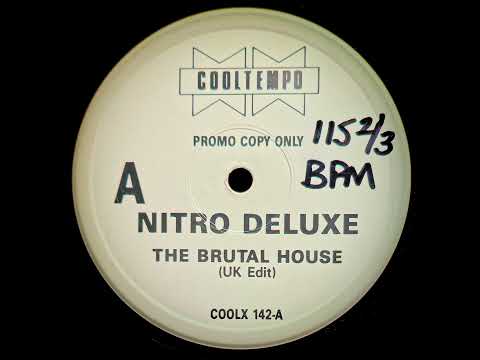 COOLTEMPO
PROMO COPY ONLY
115 2/3
BPM
A
NITRO DELUXE
THE BRUTAL HOUSE
(UK Edit)
COOLX 142-A